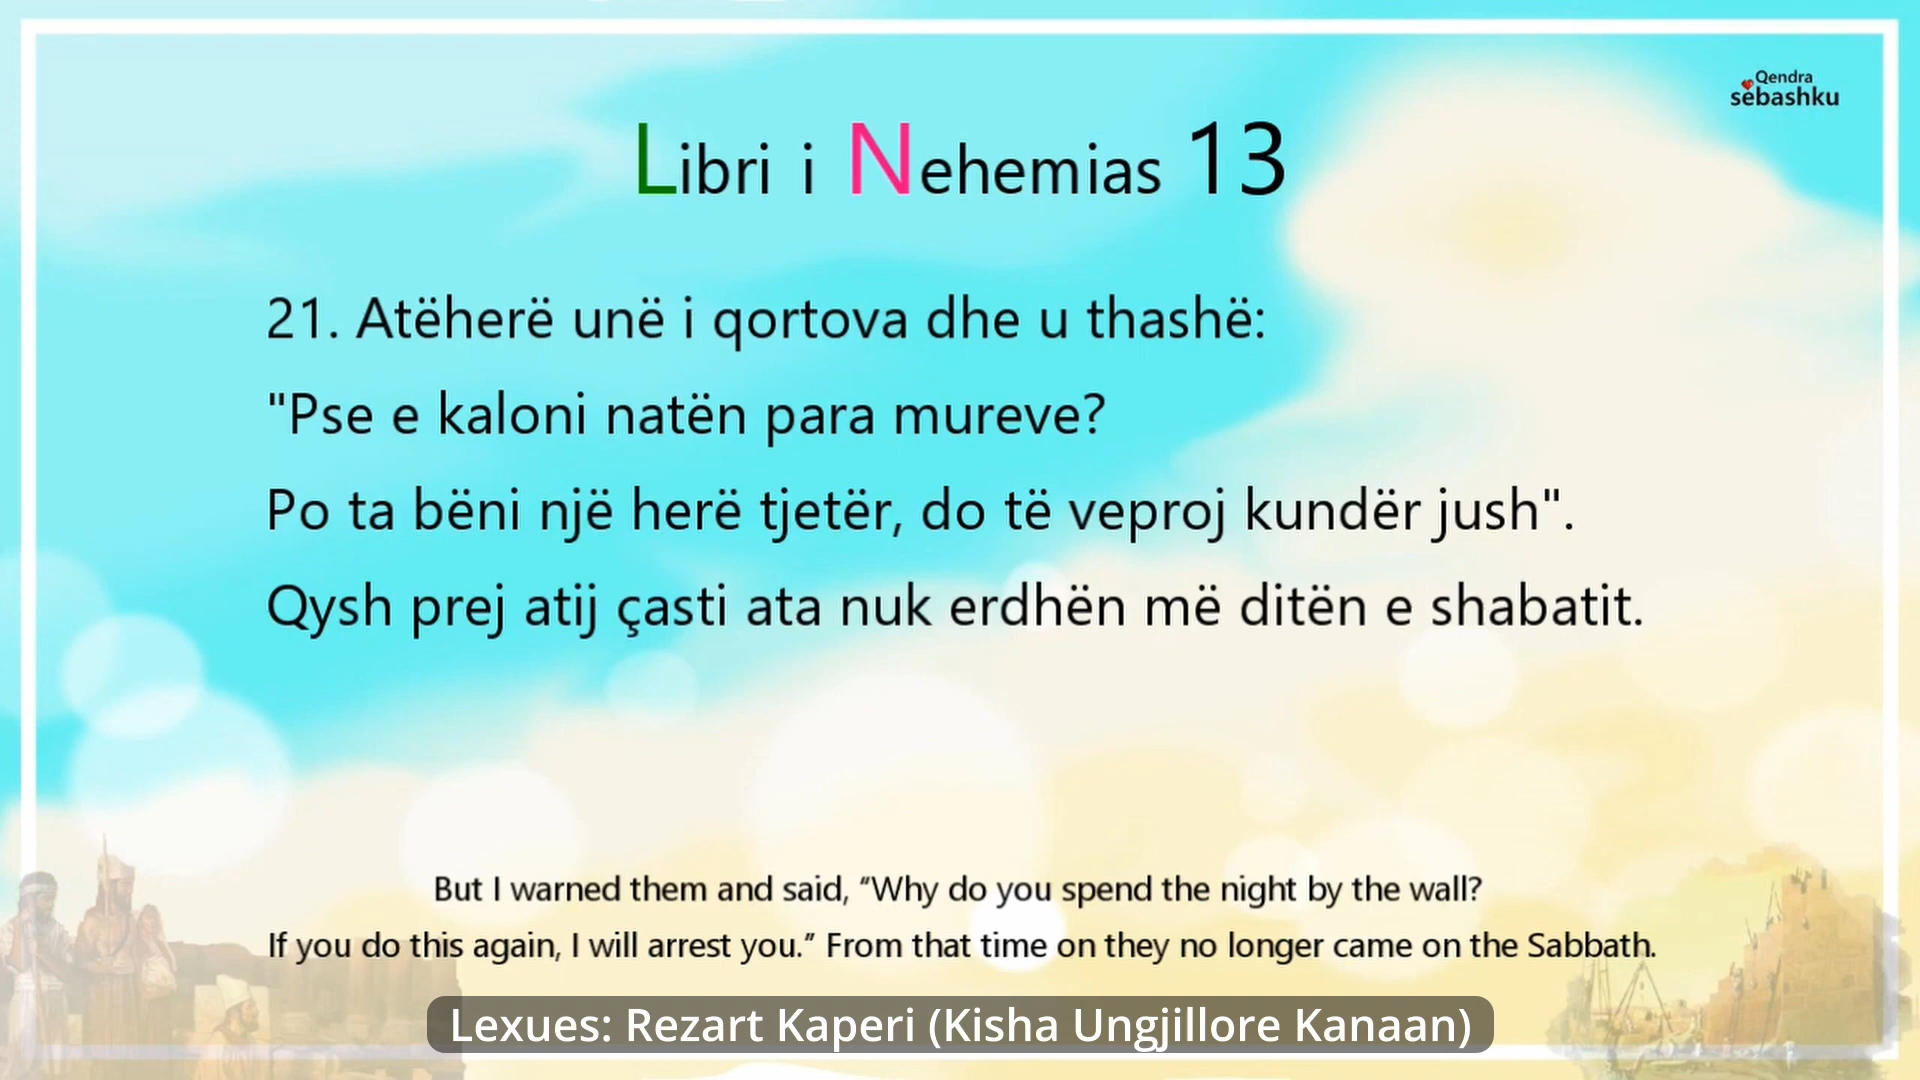 Qendra
sebashku
Libri i Nehemias 13
21. Atëherë unë i qortova dhe u thashë:
"Pse e kaloni natën para mureve?
Po ta bëni një herë tjetër, do të veproj kundër jush".
Qysh prej atij çasti ata nuk erdhën më ditën e shabatit.
But I warned them and said, “Why do you spend the night by the wall?
If you do this again, I will arrest you.” From that time on they no longer came on the Sabbath.
Lexues: Rezart Kaperi (Kisha Ungjillore Kanaan)